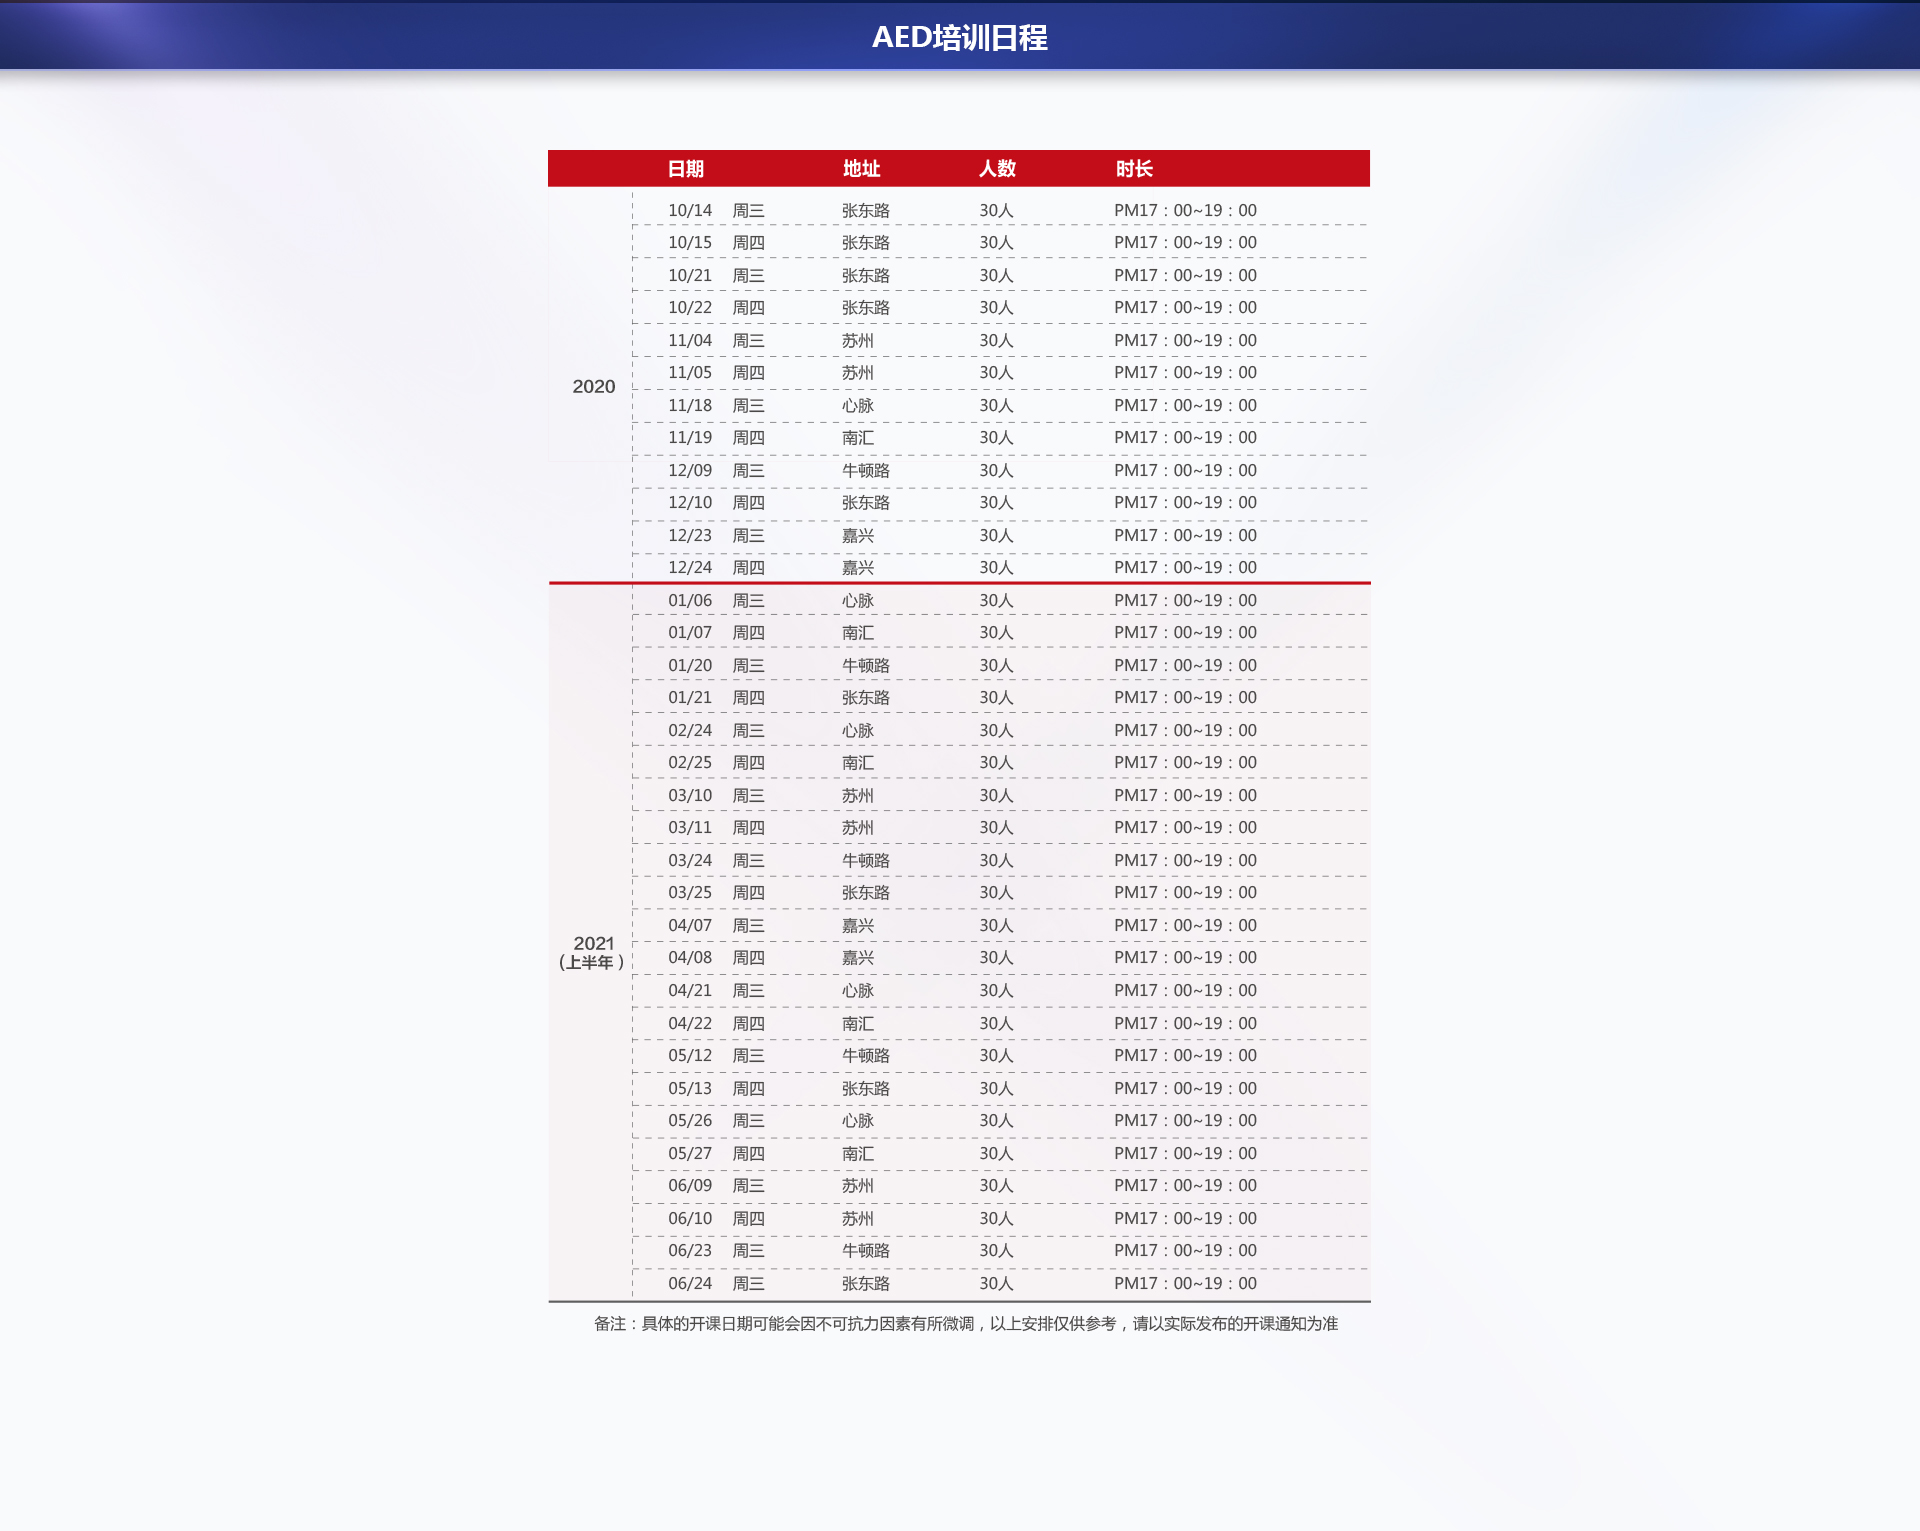 AED培训日程
日期 地址 人数 时长
10/14 周三 张东路 30人 PM17：00~19：00
10/15 周四 张东路 30人 PM17：00~19：00
10/21 周三 张东路 30人 PM17：00~19：00
10/22 周四 张东路 30人 PM17：00~19：00
11/04 周三 苏州 30人 PM17：00~19：00
11/05 周四 苏州 30人 PM17：00~19：00
2020
11/18 周三 心脉 30人 PM17：00~19：00
11/19 周四 南汇 30人 PM17：00~19：00
12/09 周三 牛顿路 30人 PM17：00~19：00
12/10 周四 张东路 30人 PM17：00~19：00
12/23 周三 嘉兴 30人 PM17：00~19：00
12/24 周四 嘉兴 30人 PM17：00~19：00
01/06 周三 心脉 30人 PM17：00~19：00
01/07 周四 南汇 30人 PM17：00~19：00
01/20 周三 牛顿路 30人 PM17：00~19：00
01/21 周四 张东路 30人 PM17：00~19：00
02/24 周三 心脉 30人 PM17：00~19：00
02/25 周四 南汇 30人 PM17：00~19：00
03/10 周三 苏州 30人 PM17：00~19：00
03/11 周四 苏州 30人 PM17：00~19：00
03/24 周三 牛顿路 30人 PM17：00~19：00
03/25 周四 张东路 30人 PM17：00~19：00
04/07 周三 嘉兴 30人 PM17：00~19：00
2021
(上半年）
04/08 周四 嘉兴 30人 PM17：00~19：00
04/21 周三 心脉 30人 PM17：00~19：00
04/22 周四 南汇 30人 PM17：00~19：00
05/12 周三 牛顿路 30人 PM17：00~19：00
05/13 周四 张东路 30人 PM17：00~19：00
05/26 周三 心脉 30人 PM17：00~19：00
05/27 周四 南汇 30人 PM17：00~19：00
06/09 周三 苏州 30人 PM17：00~19：00
06/10 周四 苏州 30人 PM17：00~19：00
06/23 周三 牛顿路 30人 PM17：00~19：00
06/24 周三 张东路 30人 PM17：00~19：00
备注：具体的开课日期可能会因不可抗力因素有所微调，以上安排仅供参考，请以实际发布的开课通知为准